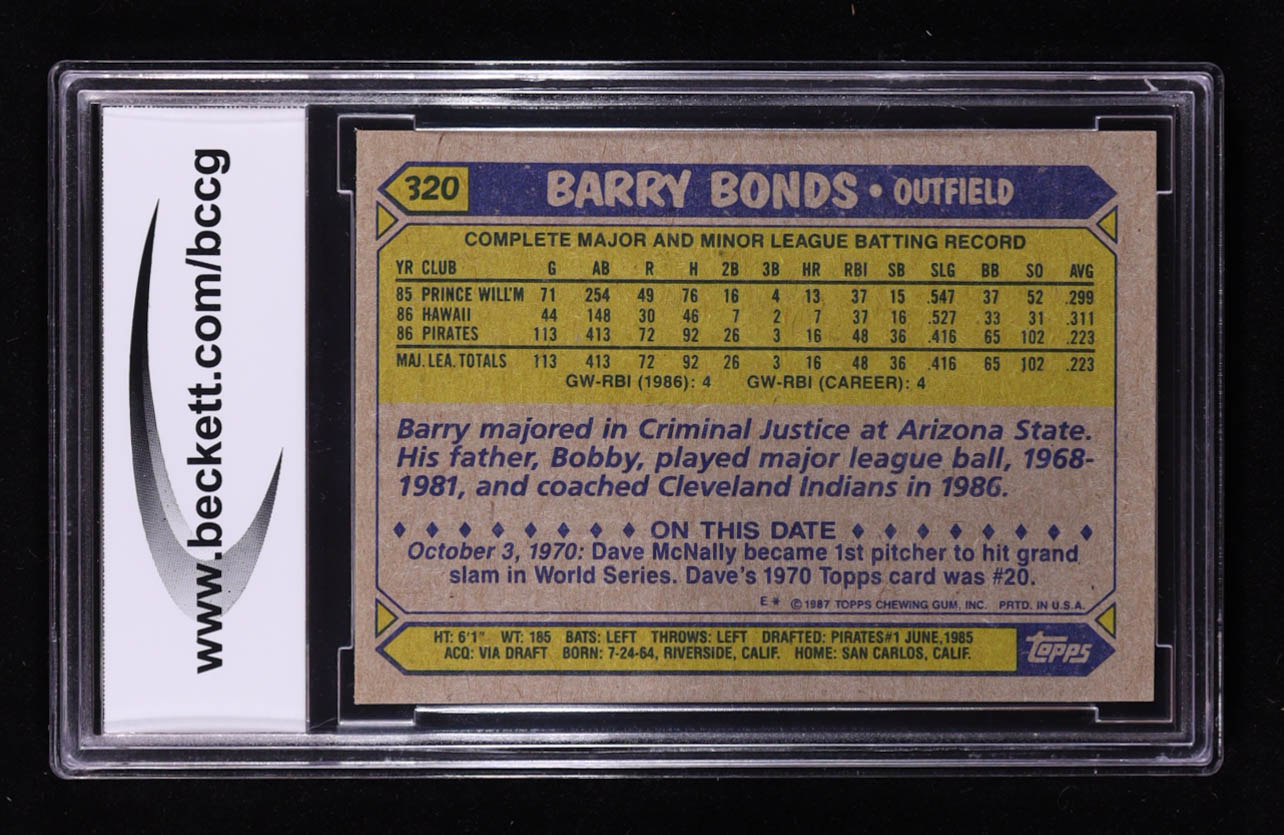 www.beckett.com/bccg
320 BARRY BONDS • OUTFIELD
COMPLETE MAJOR AND MINOR LEAGUE BATTING RECORD
YR CLUB G AB R H 2B 3B HR RBI SB SLG BB SO AVG
85 PRINCE WILL'M 71 254 49 76 16 4 13 37 15 .547 37 52 .299
86 HAWAII 44 148 30 46 7 2 7 37 16 .527 33 31 .311
86 PIRATES 113 413 72 92 26 3 16 48 36 .416 65 102 .223
MAJ. LEA. TOTALS 113 413 72 92 26 3 16 48 36 .416 65 102 .223
GW-RBI (1986): 4 GW-RBI (CAREER): 4
Barry majored in Criminal Justice at Arizona State.
His father, Bobby, played major league ball, 1968-
1981, and coached Cleveland Indians in 1986.
♦ ♦ ♦ ♦ ♦ ♦ ♦ ♦ ON THIS DATE ♦ ♦ ♦ ♦ ♦ ♦ ♦ ♦
October 3, 1970: Dave McNally became 1st pitcher to hit grand
slam in World Series. Dave's 1970 Topps card was #20.
E* © 1987 TOPPS CHEWING GUM, INC. PRTD. IN U.S.A.
HT: 6'1" WT: 185 BATS: LEFT THROWS: LEFT DRAFTED: PIRATES#1 JUNE, 1985
ACQ: VIA DRAFT BORN: 7-24-64, RIVERSIDE, CALIF. HOME: SAN CARLOS, CALIF.
Topps